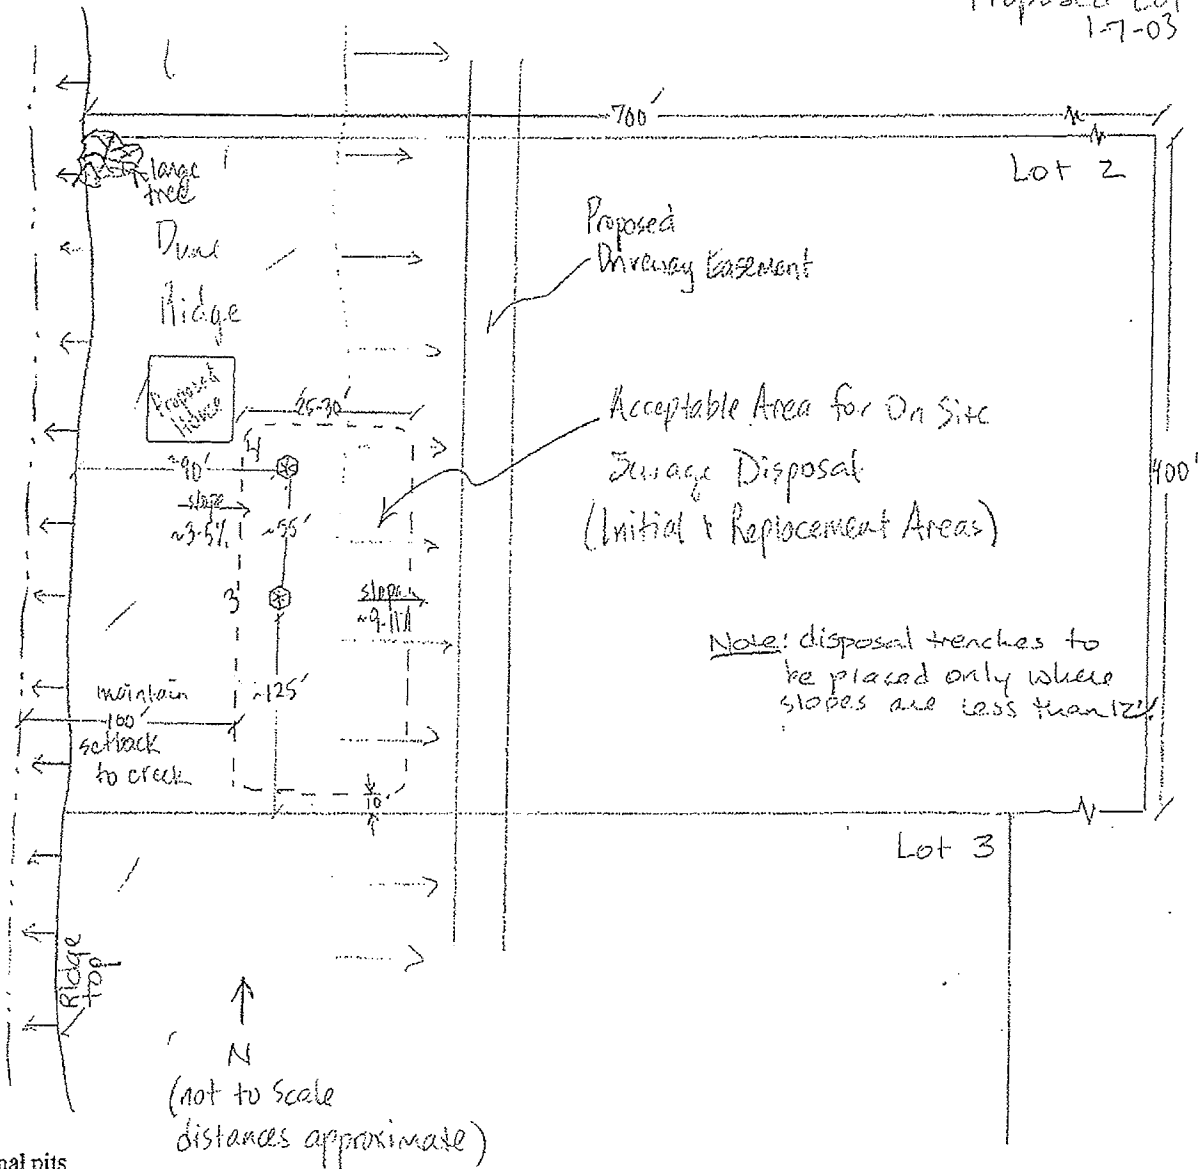 Proposed Lot
1-7-03
700'
Lot 2
large
tree
Dune
Ridge
Proposed
Driveway Easement
Proposed
House
25-30'
Acceptable Area for On Site
Sewage Disposal
(Initial & Replacement Areas)
400'
4
~90'
slope
~3-5%
~55'
3
slope
~9-11%
Note: disposal trenches to
be placed only where
slopes are less than 12%.
~125'
maintain
100'
setback
to creek
10'
Lot 3
Ridge
top
N
(not to scale
distances approximate)
nal pits